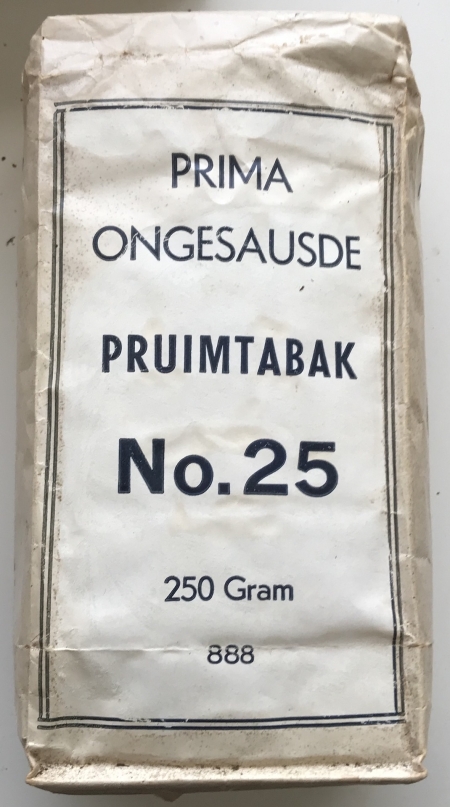 PRIMA
ONGESAUSDE
PRUIMTABAK
No. 25
250 Gram
888